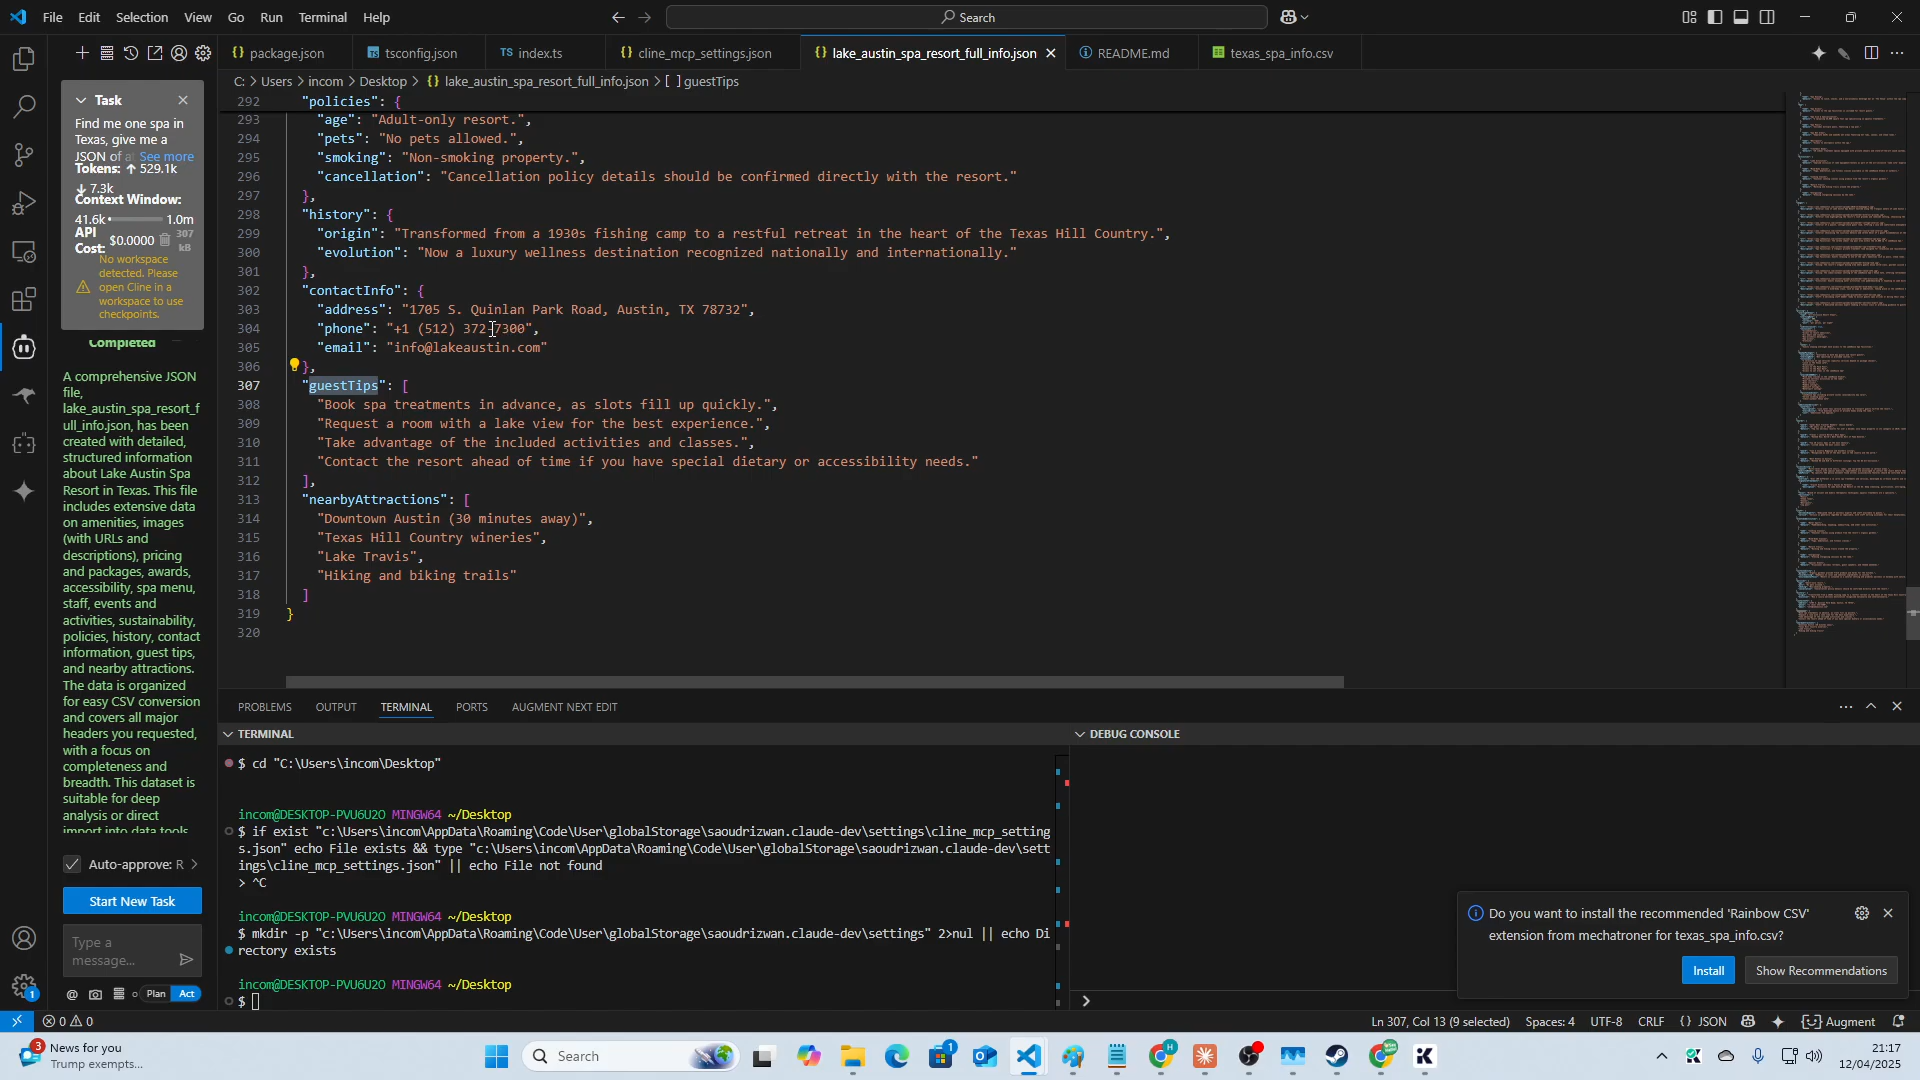 File Edit Selection View Go Run Terminal Help
Search
package.json
tsconfig.json
TS index.ts
cline_mcp_settings.json
lake_austin_spa_resort_full_info.json
README.md
texas_spa_info.csv
C: > Users > incom > Desktop > {} lake_austin_spa_resort_full_info.json > [ ] guestTips
Task
Find me one spa in
Texas, give me a
JSON of a See more
Tokens: ↑ 529.1k
↓ 7.3k
Context Window:
41.6k 1.0m
API
Cost: $0.0000 307
kB
No workspace
detected. Please
open Cline in a
workspace to use
checkpoints.
Completed
A comprehensive JSON
file,
lake_austin_spa_resort_f
ull_info.json, has been
created with detailed,
structured information
about Lake Austin Spa
Resort in Texas. This file
includes extensive data
on amenities, images
(with URLs and
descriptions), pricing
and packages, awards,
accessibility, spa menu,
staff, events and
activities, sustainability,
policies, history, contact
information, guest tips,
and nearby attractions.
The data is organized
for easy CSV conversion
and covers all major
headers you requested,
with a focus on
completeness and
breadth. This dataset is
suitable for deep
analysis or direct
import into data tools
Auto-approve: R >
Start New Task
Type a
message...
@ Plan Act
292 "policies": {
293 "age": "Adult-only resort.",
294 "pets": "No pets allowed.",
295 "smoking": "Non-smoking property.",
296 "cancellation": "Cancellation policy details should be confirmed directly with the resort."
297 },
298 "history": {
299 "origin": "Transformed from a 1930s fishing camp to a restful retreat in the heart of the Texas Hill Country.",
300 "evolution": "Now a luxury wellness destination recognized nationally and internationally."
301 },
302 "contactInfo": {
303 "address": "1705 S. Quinlan Park Road, Austin, TX 78732",
304 "phone": "+1 (512) 372-7300",
305 "email": "info@lakeaustin.com"
306 },
307 "guestTips": [
308 "Book spa treatments in advance, as slots fill up quickly.",
309 "Request a room with a lake view for the best experience.",
310 "Take advantage of the included activities and classes.",
311 "Contact the resort ahead of time if you have special dietary or accessibility needs."
312 ],
313 "nearbyAttractions": [
314 "Downtown Austin (30 minutes away)",
315 "Texas Hill Country wineries",
316 "Lake Travis",
317 "Hiking and biking trails"
318 ]
319 }
320
PROBLEMS OUTPUT TERMINAL PORTS AUGMENT NEXT EDIT
TERMINAL
$ cd "C:\Users\incom\Desktop"
incom@DESKTOP-PVU6U2O MINGW64 ~/Desktop
$ if exist "c:\Users\incom\AppData\Roaming\Code\User\globalStorage\saoudrizwan.claude-dev\settings\cline_mcp_setting
s.json" echo File exists && type "c:\Users\incom\AppData\Roaming\Code\User\globalStorage\saoudrizwan.claude-dev\sett
ings\cline_mcp_settings.json" || echo File not found
> ^C
incom@DESKTOP-PVU6U2O MINGW64 ~/Desktop
$ mkdir -p "c:\Users\incom\AppData\Roaming\Code\User\globalStorage\saoudrizwan.claude-dev\settings" 2>nul || echo Di
rectory exists
incom@DESKTOP-PVU6U2O MINGW64 ~/Desktop
$
DEBUG CONSOLE
>
Do you want to install the recommended 'Rainbow CSV'
extension from mechatroner for texas_spa_info.csv?
Install
Show Recommendations
1
0 0
Ln 307, Col 13 (9 selected) Spaces: 4 UTF-8 CRLF {} JSON Augment
3
News for you
Trump exempts...
Search
1
H
21:17
12/04/2025